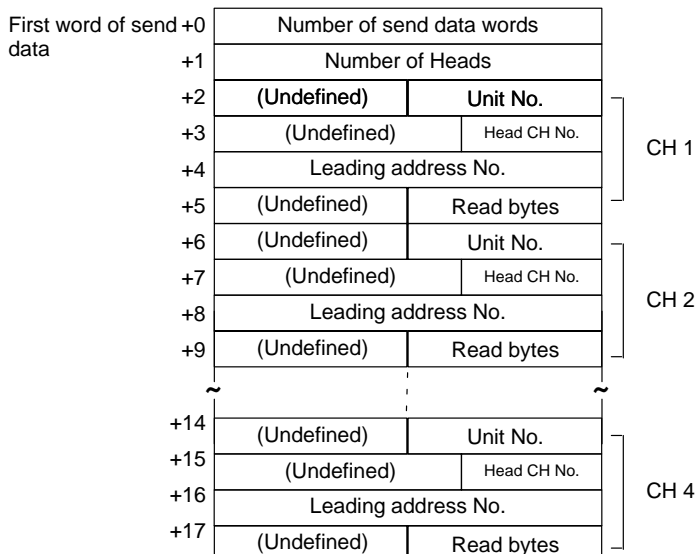 First word of send data
+0 Number of send data words
+1 Number of Heads
+2 (Undefined) Unit No.
+3 (Undefined) Head CH No.
+4 Leading address No.
+5 (Undefined) Read bytes
CH 1
+6 (Undefined) Unit No.
+7 (Undefined) Head CH No.
+8 Leading address No.
+9 (Undefined) Read bytes
CH 2
~ ~
+14 (Undefined) Unit No.
+15 (Undefined) Head CH No.
+16 Leading address No.
+17 (Undefined) Read bytes
CH 4